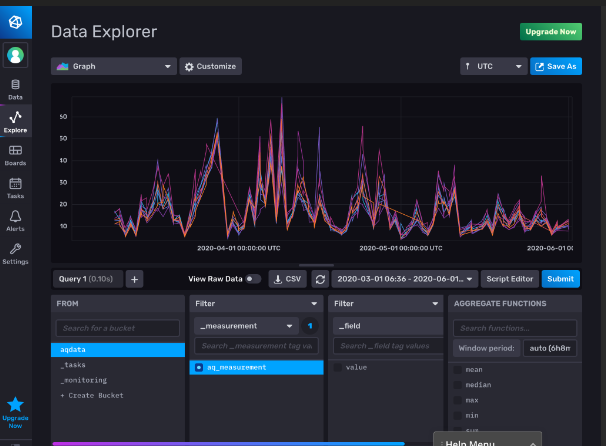 Data Explorer
Upgrade Now
Graph
Customize
UTC
Save As
Data
Explore
Boards
Tasks
Alerts
Settings
Upgrade
Now
50
50
40
30
20
10
2020-04-01 00:00:00 UTC
2020-05-01 00:00:00 UTC
2020-06-01 0
Query 1 (0.10s)
+
View Raw Data
CSV
2020-03-01 06:36 - 2020-06-01...
Script Editor
Submit
FROM
Search for a bucket
aqdata
_tasks
_monitoring
+ Create Bucket
Filter
_measurement
1
Search _measurement tag va
aq_measurement
Filter
_field
Search _field tag values
value
AGGREGATE FUNCTIONS
Search functions...
Window period:
auto (6h8m
mean
median
max
min
sum
Help Menu